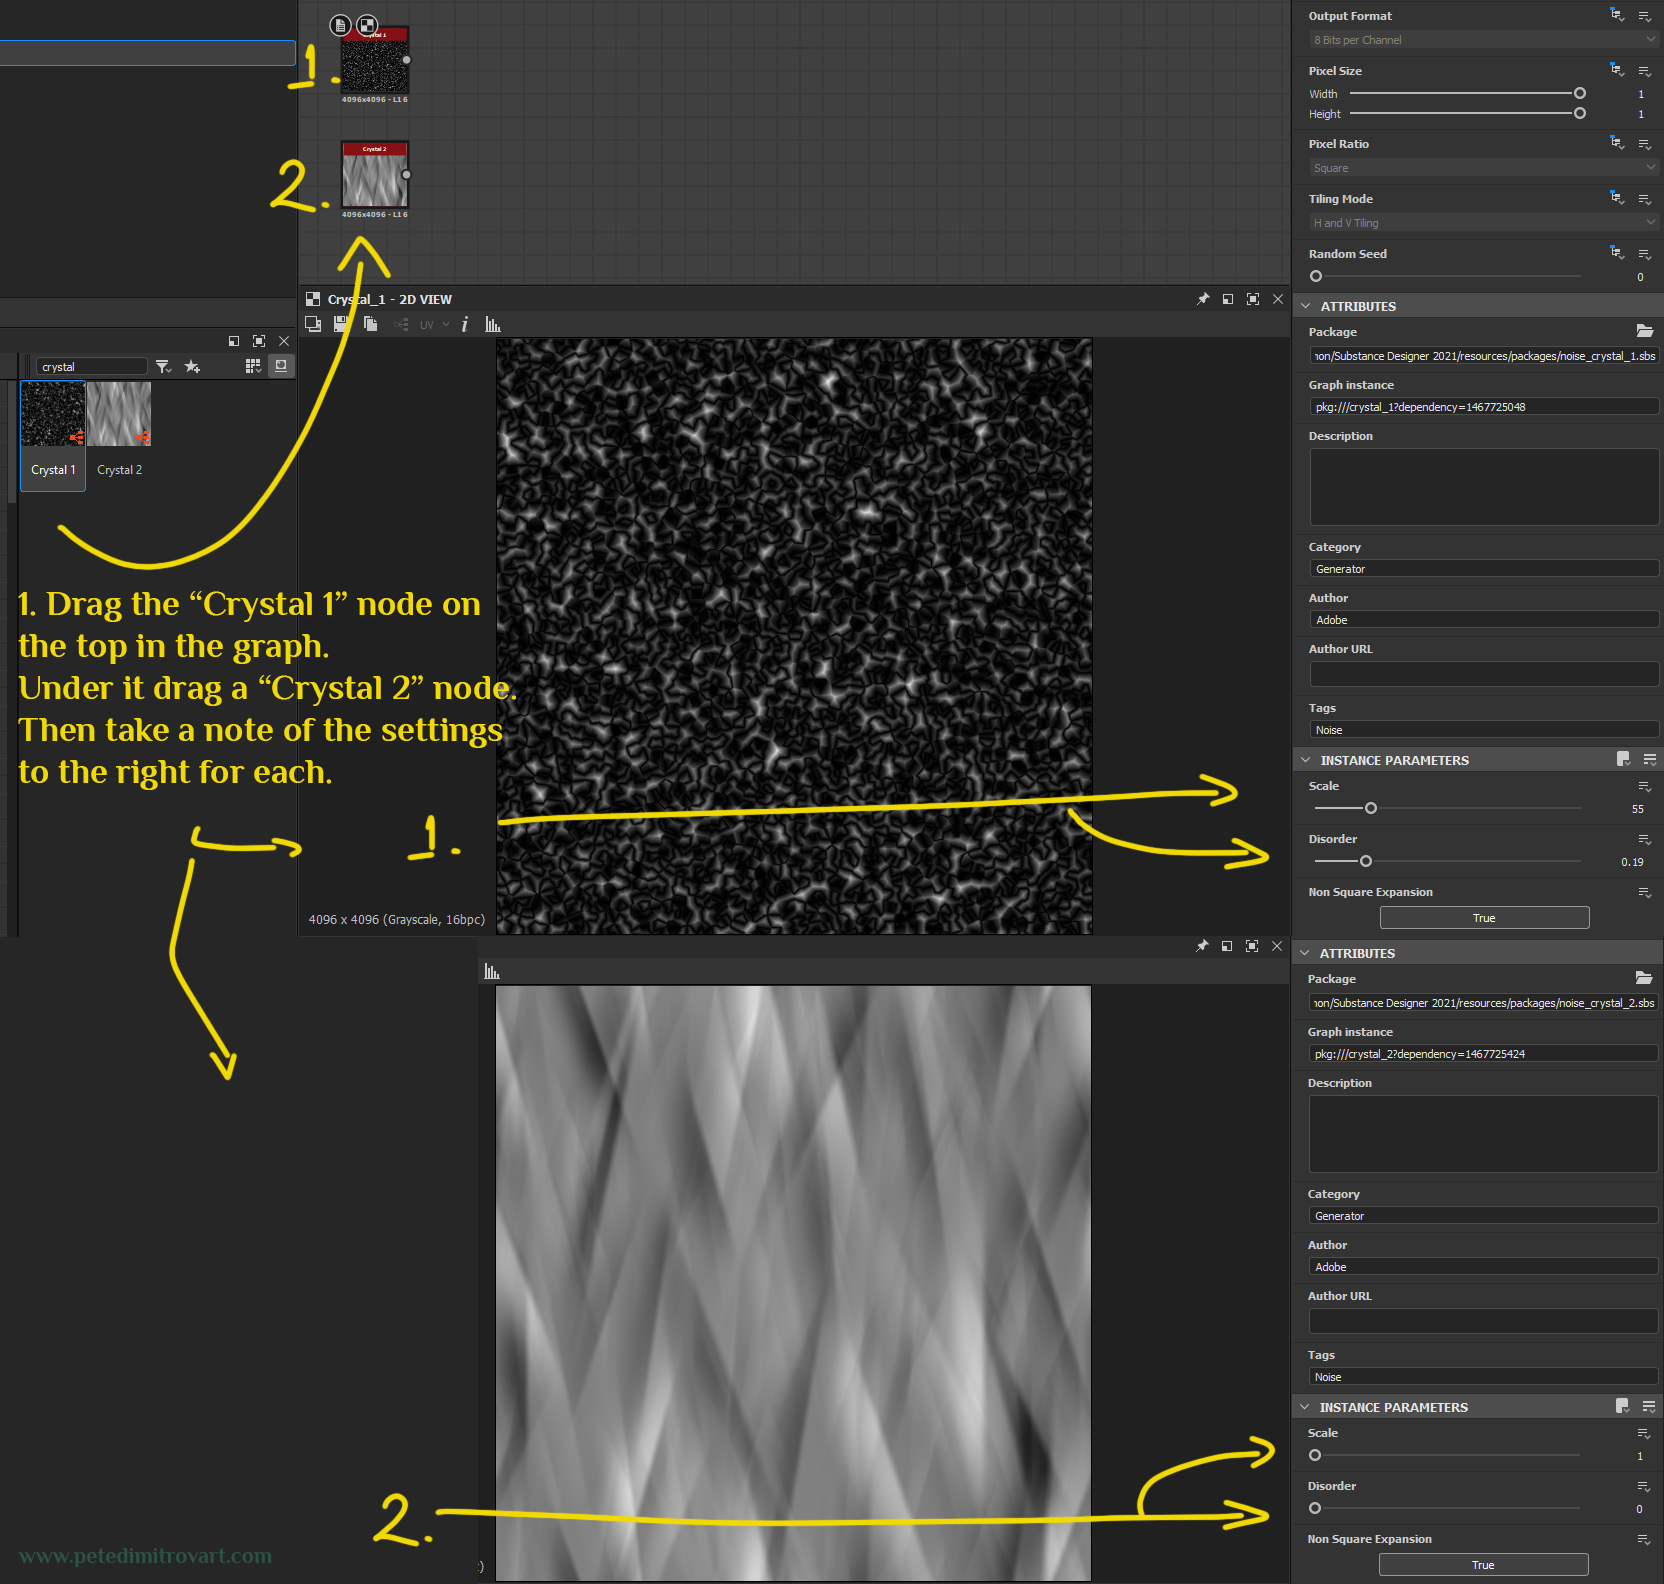 Crystal 1
1.
4096x4096 - L16
Crystal 2
2.
4096x4096 - L16
Crystal_1 - 2D VIEW
UV
i
crystal
Crystal 1
Crystal 2
1. Drag the “Crystal 1” node on
the top in the graph.
Under it drag a “Crystal 2” node.
Then take a note of the settings
to the right for each.
1.
4096 x 4096 (Grayscale, 16bpc)
2.
:)
www.petedimitrovart.com
Output Format
8 Bits per Channel
Pixel Size
Width 1
Height 1
Pixel Ratio
Square
Tiling Mode
H and V Tiling
Random Seed
0
ATTRIBUTES
Package
non/Substance Designer 2021/resources/packages/noise_crystal_1.sbs
Graph instance
pkg:///crystal_1?dependency=1467725048
Description
Category
Generator
Author
Adobe
Author URL
Tags
Noise
INSTANCE PARAMETERS
Scale
55
Disorder
0.19
Non Square Expansion
True
ATTRIBUTES
Package
non/Substance Designer 2021/resources/packages/noise_crystal_2.sbs
Graph instance
pkg:///crystal_2?dependency=1467725424
Description
Category
Generator
Author
Adobe
Author URL
Tags
Noise
INSTANCE PARAMETERS
Scale
1
Disorder
0
Non Square Expansion
True